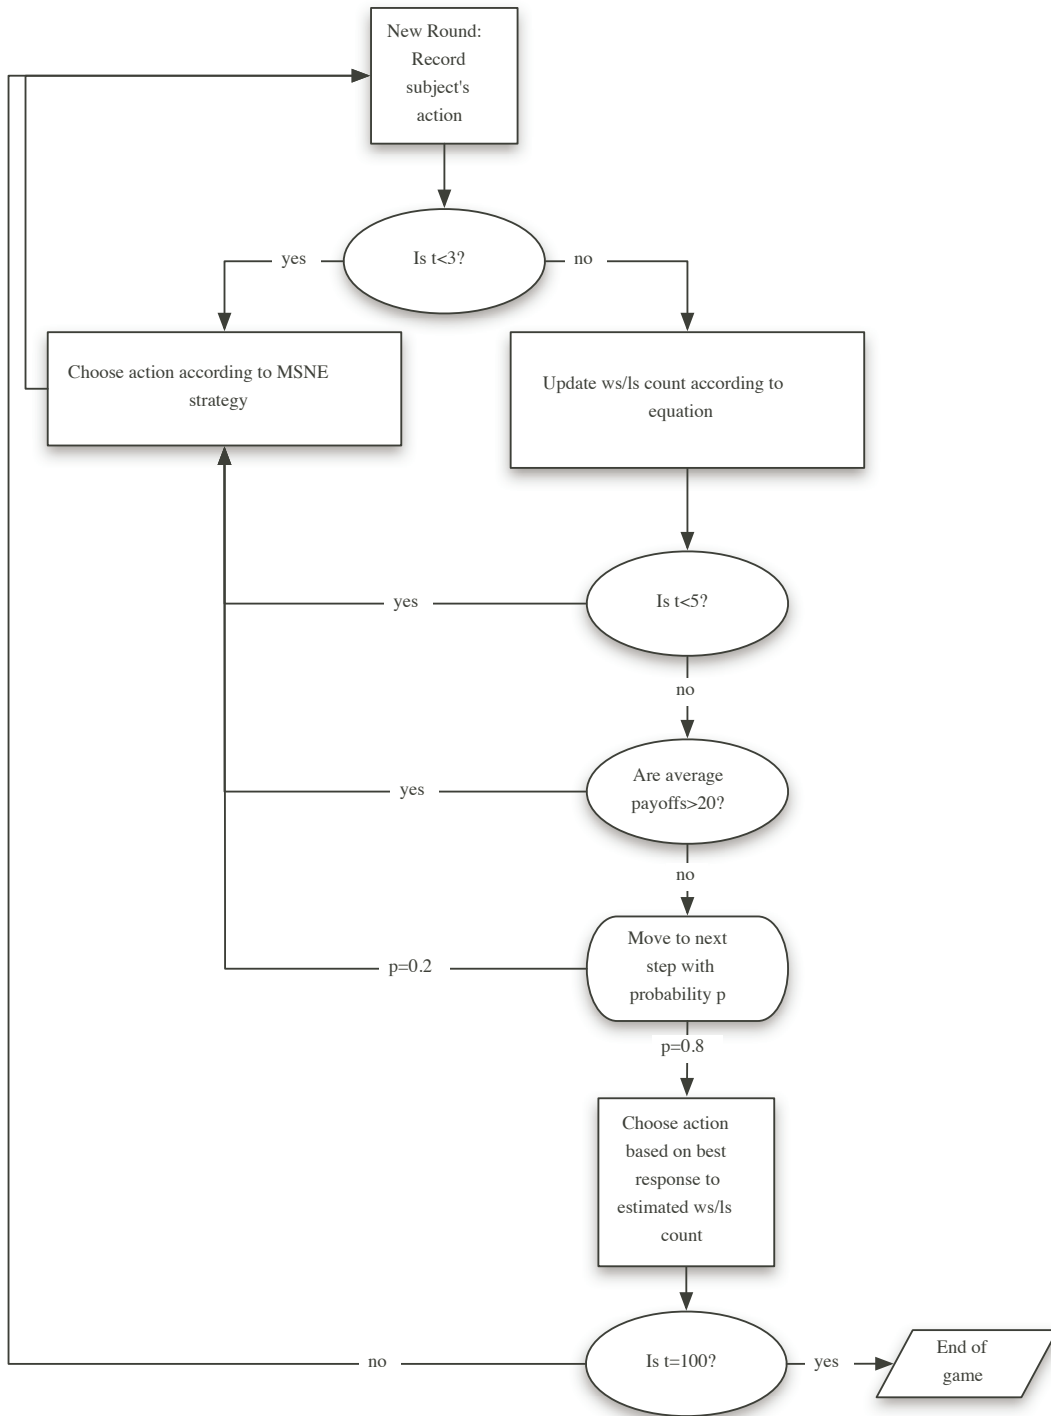 New Round:
Record
subject's
action
Is t<3?
yes
no
Choose action according to MSNE
strategy
Update ws/ls count according to
equation
Is t<5?
yes
no
Are average
payoffs>20?
yes
no
Move to next
step with
probability p
p=0.2
p=0.8
Choose action
based on best
response to
estimated ws/ls
count
Is t=100?
no
yes
End of
game